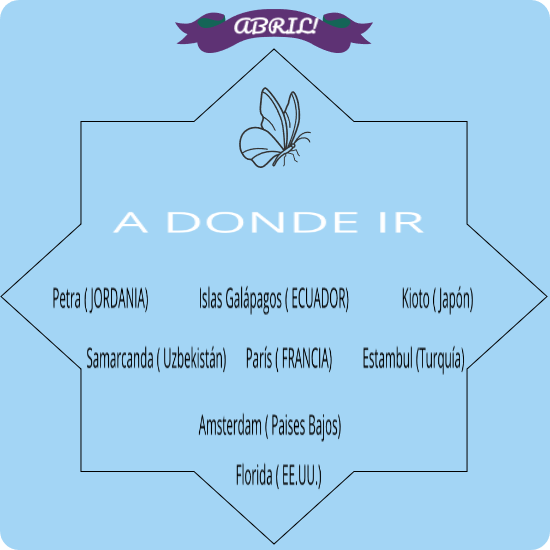 ABRIL!
A DONDE IR
Petra ( JORDANIA) Islas Galápagos ( ECUADOR) Kioto ( Japón)
Samarcanda ( Uzbekistán) París ( FRANCIA) Estambul (Turquía)
Amsterdam ( Paises Bajos)
Florida ( EE.UU.)